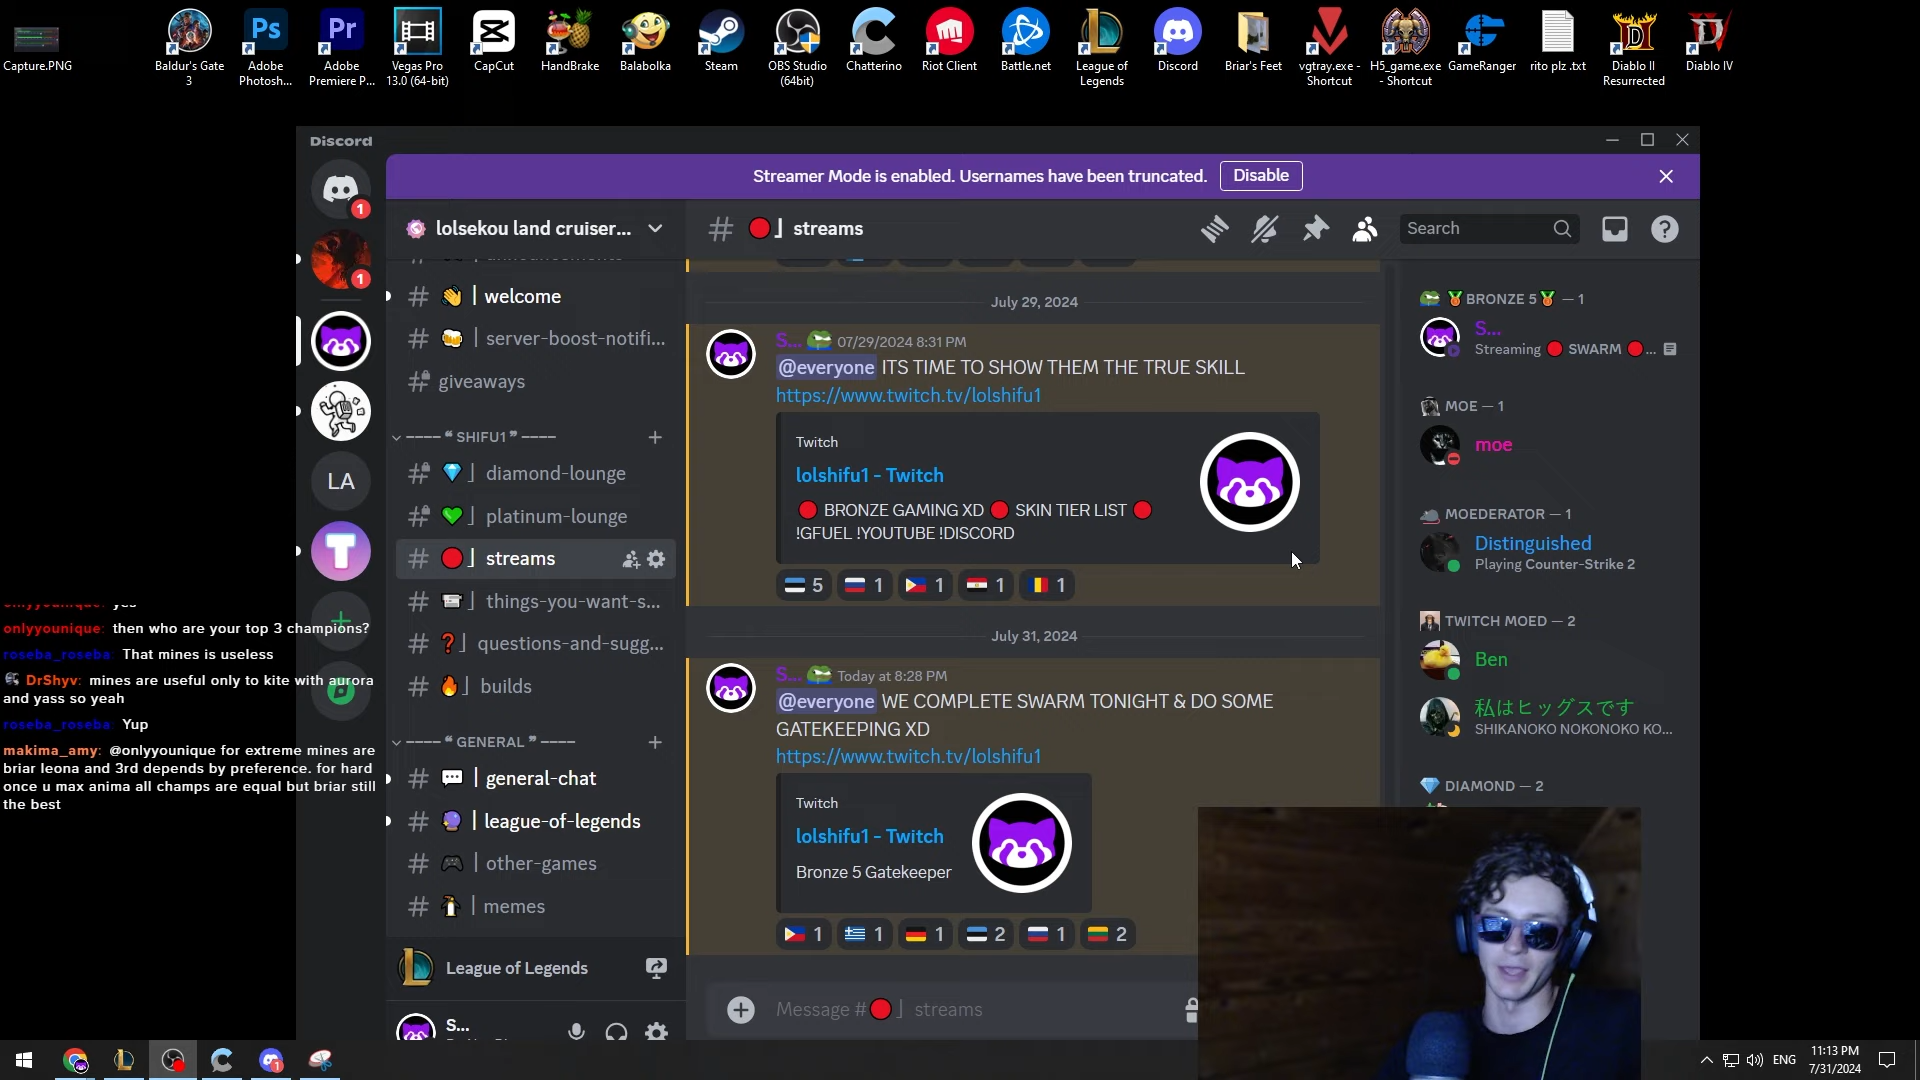 Capture.PNG
Baldur's Gate
3
Adobe
Photosh...
Adobe
Premiere P...
Vegas Pro
13.0 (64-bit)
CapCut
HandBrake
Balabolka
Steam
OBS Studio
(64bit)
Chatterino
Riot Client
Battle.net
League of
Legends
Discord
Briar's Feet
vgtray.exe -
Shortcut
H5_game.exe
- Shortcut
GameRanger
rito plz .txt
Diablo II
Resurrected
Diablo IV
Discord
Streamer Mode is enabled. Usernames have been truncated.
Disable
lolsekou land cruiser...
streams
Search
welcome
server-boost-notifi...
giveaways
---- ❝ SHIFU1 ❞ ----
diamond-lounge
platinum-lounge
streams
things-you-want-s...
questions-and-sugg...
builds
---- ❝ GENERAL ❞ ----
general-chat
league-of-legends
other-games
memes
League of Legends
S...
LA
1
1
onlyyounique: yes
onlyyounique: then who are your top 3 champions?
roseba_roseba: That mines is useless
DrShyv: mines are useful only to kite with aurora
and yass so yeah
roseba_roseba: Yup
makima_amy: @onlyyounique for extreme mines are
briar leona and 3rd depends by preference. for hard
once u max anima all champs are equal but briar still
the best
July 29, 2024
S... 07/29/2024 8:31 PM
@everyone ITS TIME TO SHOW THEM THE TRUE SKILL
https://www.twitch.tv/lolshifu1
Twitch
lolshifu1 - Twitch
🔴 BRONZE GAMING XD 🔴 SKIN TIER LIST 🔴
!GFUEL !YOUTUBE !DISCORD
5 1 1 1 1
July 31, 2024
S... Today at 8:28 PM
@everyone WE COMPLETE SWARM TONIGHT & DO SOME
GATEKEEPING XD
https://www.twitch.tv/lolshifu1
Twitch
lolshifu1 - Twitch
Bronze 5 Gatekeeper
1 1 1 2 1 2
Message #🔴⌋ streams
BRONZE 5 — 1
S...
Streaming 🔴 SWARM 🔴...
MOE — 1
moe
MOEDERATOR — 1
Distinguished
Playing Counter-Strike 2
TWITCH MOED — 2
Ben
私はヒッグスです
SHIKANOKO NOKONOKO KO...
DIAMOND — 2
ENG
11:13 PM
7/31/2024